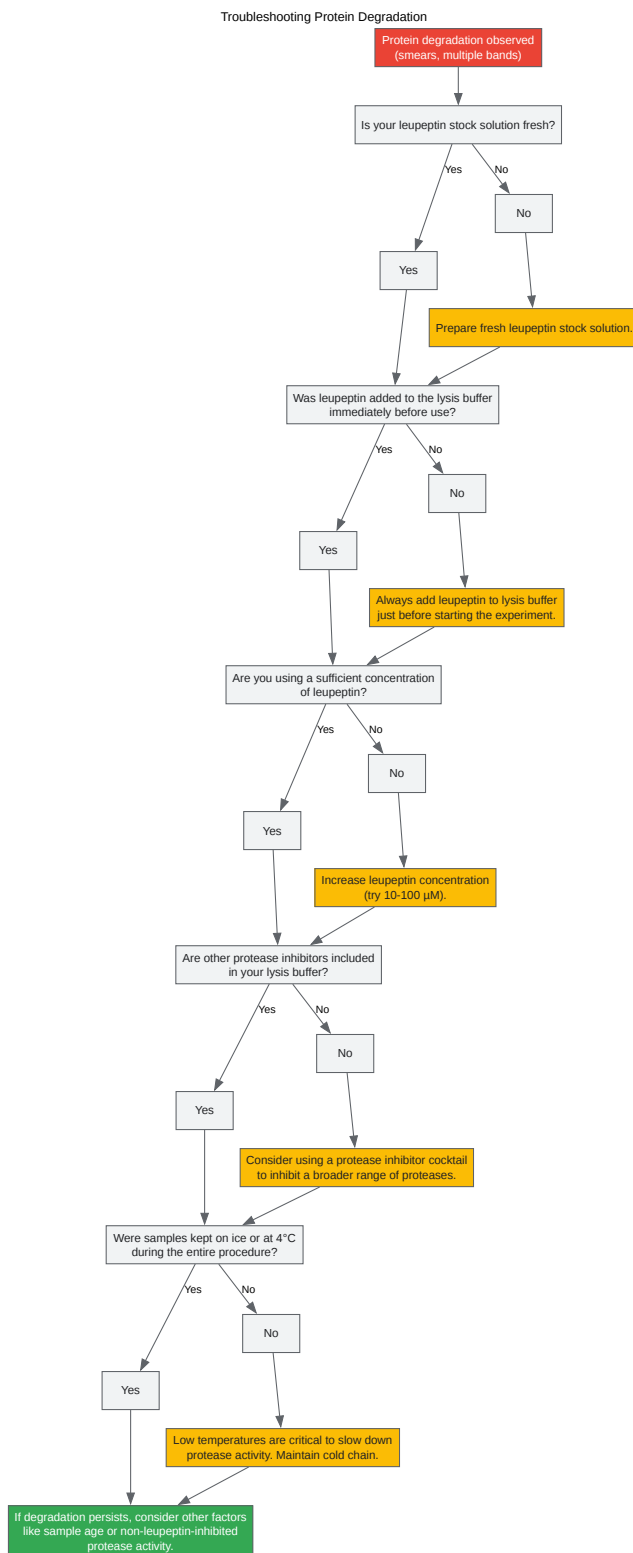 Troubleshooting Protein Degradation
Protein degradation observed
(smears, multiple bands)
Is your leupeptin stock solution fresh?
Yes
No
No
Yes
Prepare fresh leupeptin stock solution.
Was leupeptin added to the lysis buffer
immediately before use?
Yes
No
No
Yes
Always add leupeptin to lysis buffer
just before starting the experiment.
Are you using a sufficient concentration
of leupeptin?
Yes
No
No
Yes
Increase leupeptin concentration
(try 10-100 µM).
Are other protease inhibitors included
in your lysis buffer?
Yes
No
No
Yes
Consider using a protease inhibitor cocktail
to inhibit a broader range of proteases.
Were samples kept on ice or at 4°C
during the entire procedure?
Yes
No
No
Yes
Low temperatures are critical to slow down
protease activity. Maintain cold chain.
If degradation persists, consider other factors
like sample age or non-leupeptin-inhibited
protease activity.